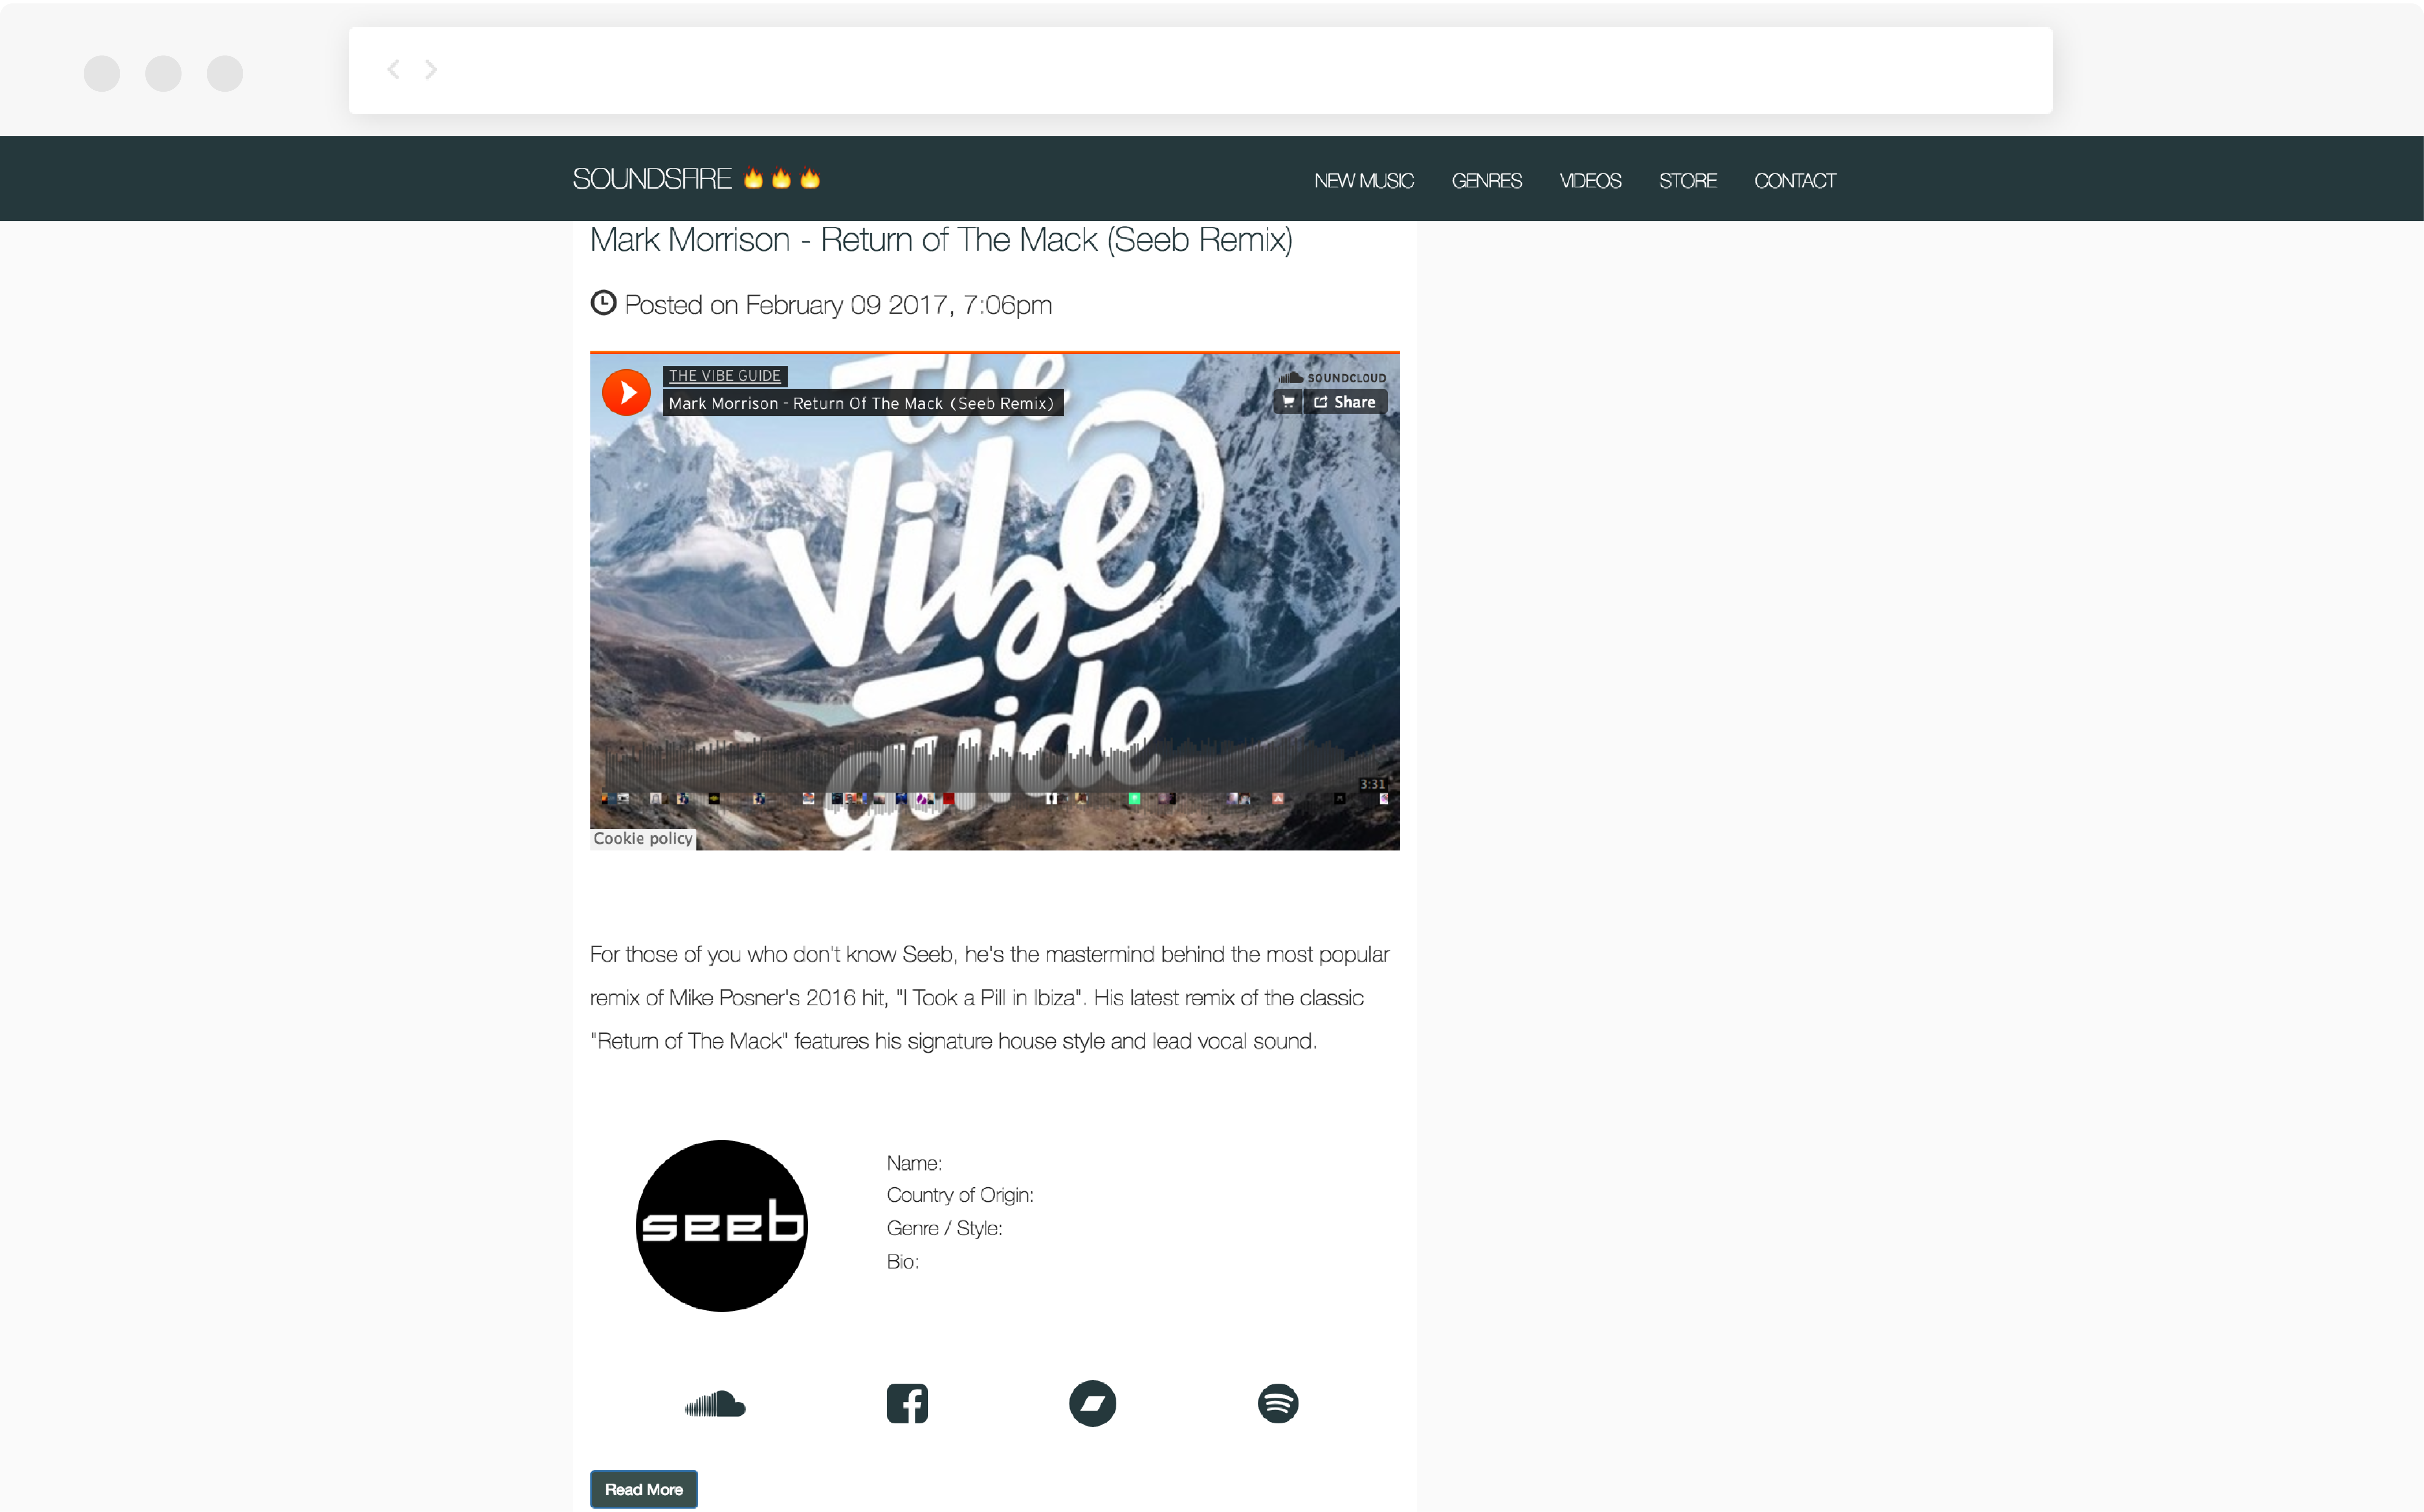 SOUNDSFIRE 🔥🔥🔥 NEW MUSIC GENRES VIDEOS STORE CONTACT
Mark Morrison - Return of The Mack (Seeb Remix)
Posted on February 09 2017, 7:06pm
THE VIBE GUIDE
SOUNDCLOUD
Mark Morrison - Return Of The Mack (Seeb Remix)
Share
the
Vibe
guide
3:31
Cookie policy
For those of you who don't know Seeb, he's the mastermind behind the most popular
remix of Mike Posner's 2016 hit, "I Took a Pill in Ibiza". His latest remix of the classic
"Return of The Mack" features his signature house style and lead vocal sound.
seeb
Name:
Country of Origin:
Genre / Style:
Bio:
Read More